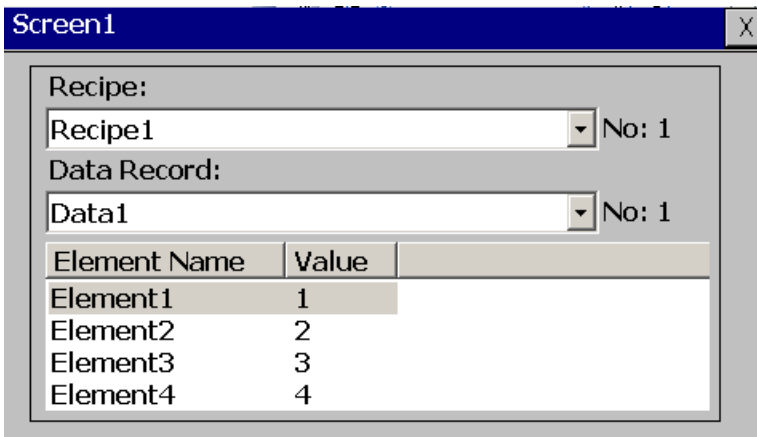 Screen1 X
Recipe:
Recipe1 No: 1
Data Record:
Data1 No: 1
Element Name Value
Element1 1
Element2 2
Element3 3
Element4 4